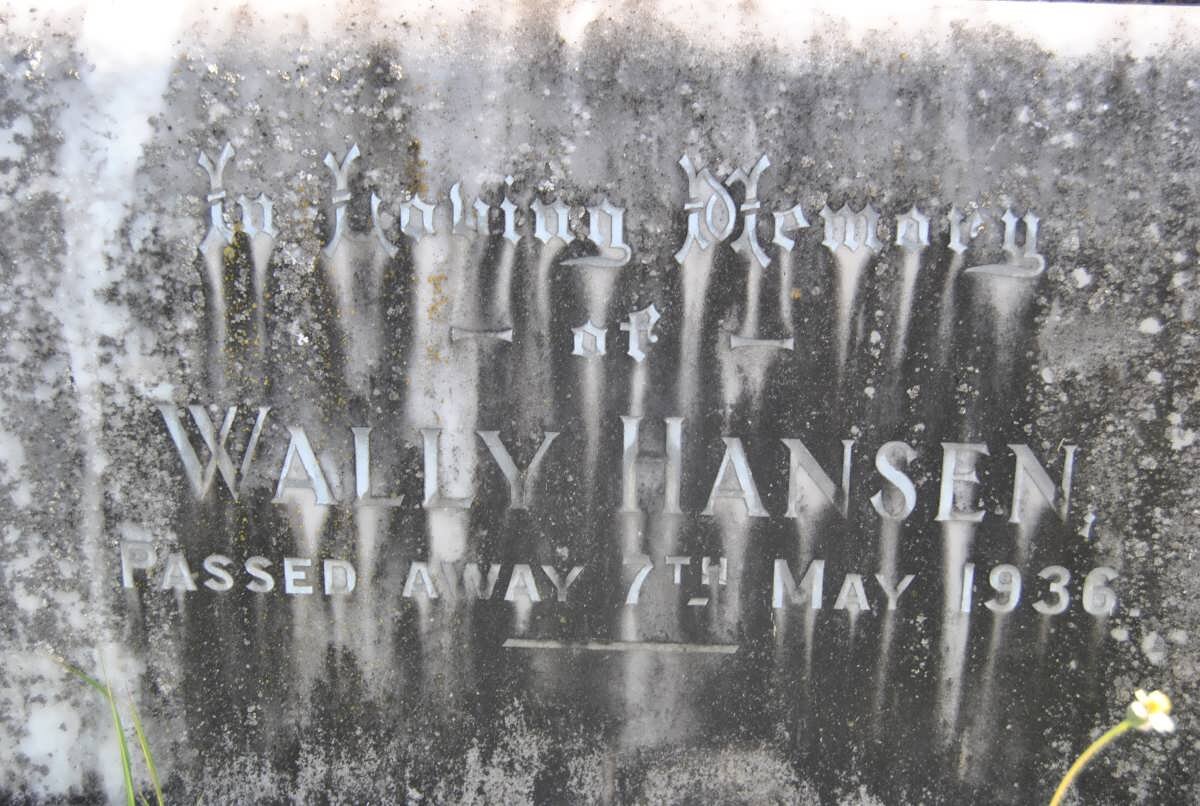 In Loving Memory
- of -
WALLY HANSEN,
PASSED AWAY 7TH MAY 1936